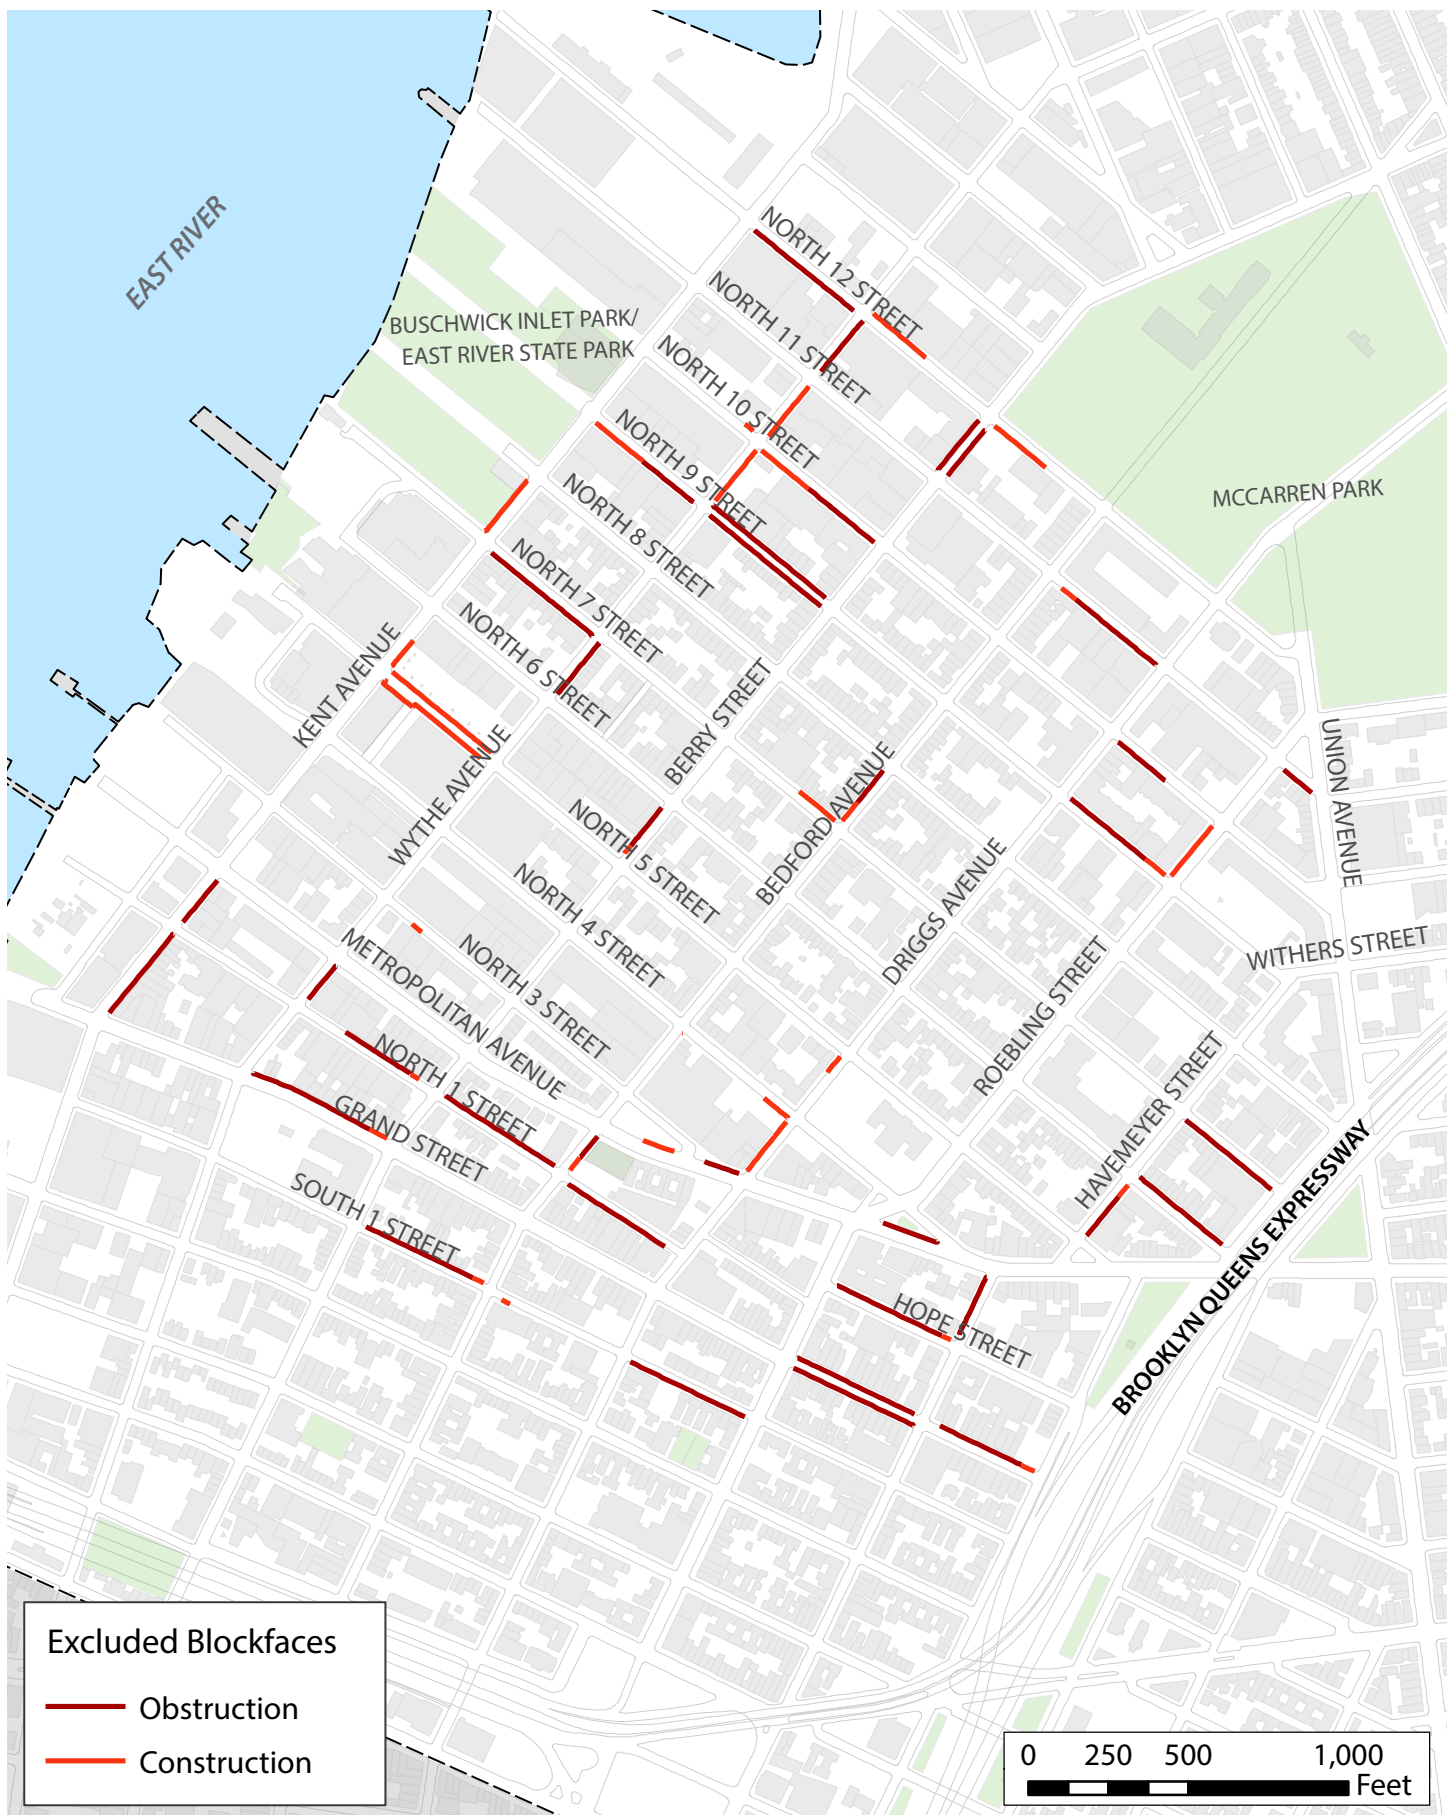 EAST RIVER
NORTH 12 STREET
NORTH 11 STREET
BUSCHWICK INLET PARK/
EAST RIVER STATE PARK
NORTH 10 STREET
NORTH 9 STREET
MCCARREN PARK
NORTH 8 STREET
NORTH 7 STREET
NORTH 6 STREET
KENT AVENUE
BERRY STREET
WYTHE AVENUE
UNION AVENUE
BEDFORD AVENUE
NORTH 5 STREET
DRIGGS AVENUE
NORTH 4 STREET
WITHERS STREET
NORTH 3 STREET
METROPOLITAN AVENUE
ROEBLING STREET
NORTH 1 STREET
HAVEMEYER STREET
GRAND STREET
SOUTH 1 STREET
BROOKLYN QUEENS EXPRESSWAY
HOPE STREET
Excluded Blockfaces
Obstruction
Construction
0 250 500 1,000
Feet